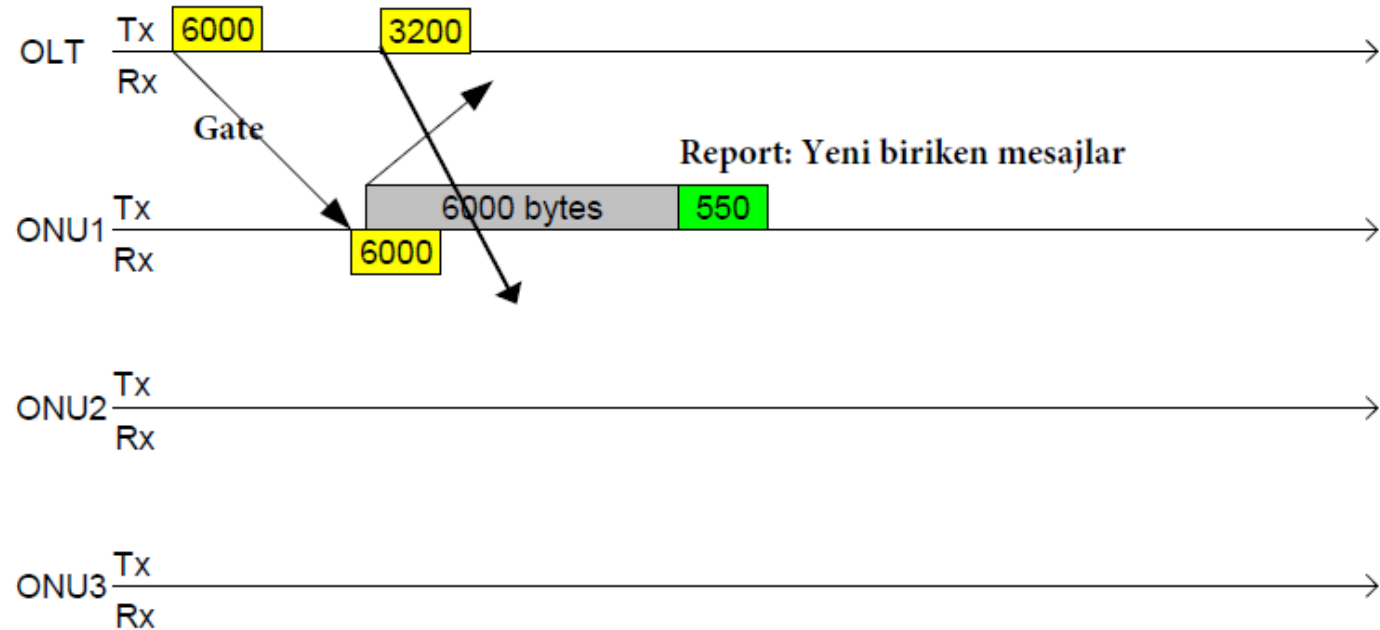 OLT Tx 6000 3200
Rx
Gate
Report: Yeni biriken mesajlar
ONU1 Tx 6000 bytes 550
Rx 6000
ONU2 Tx
Rx
ONU3 Tx
Rx